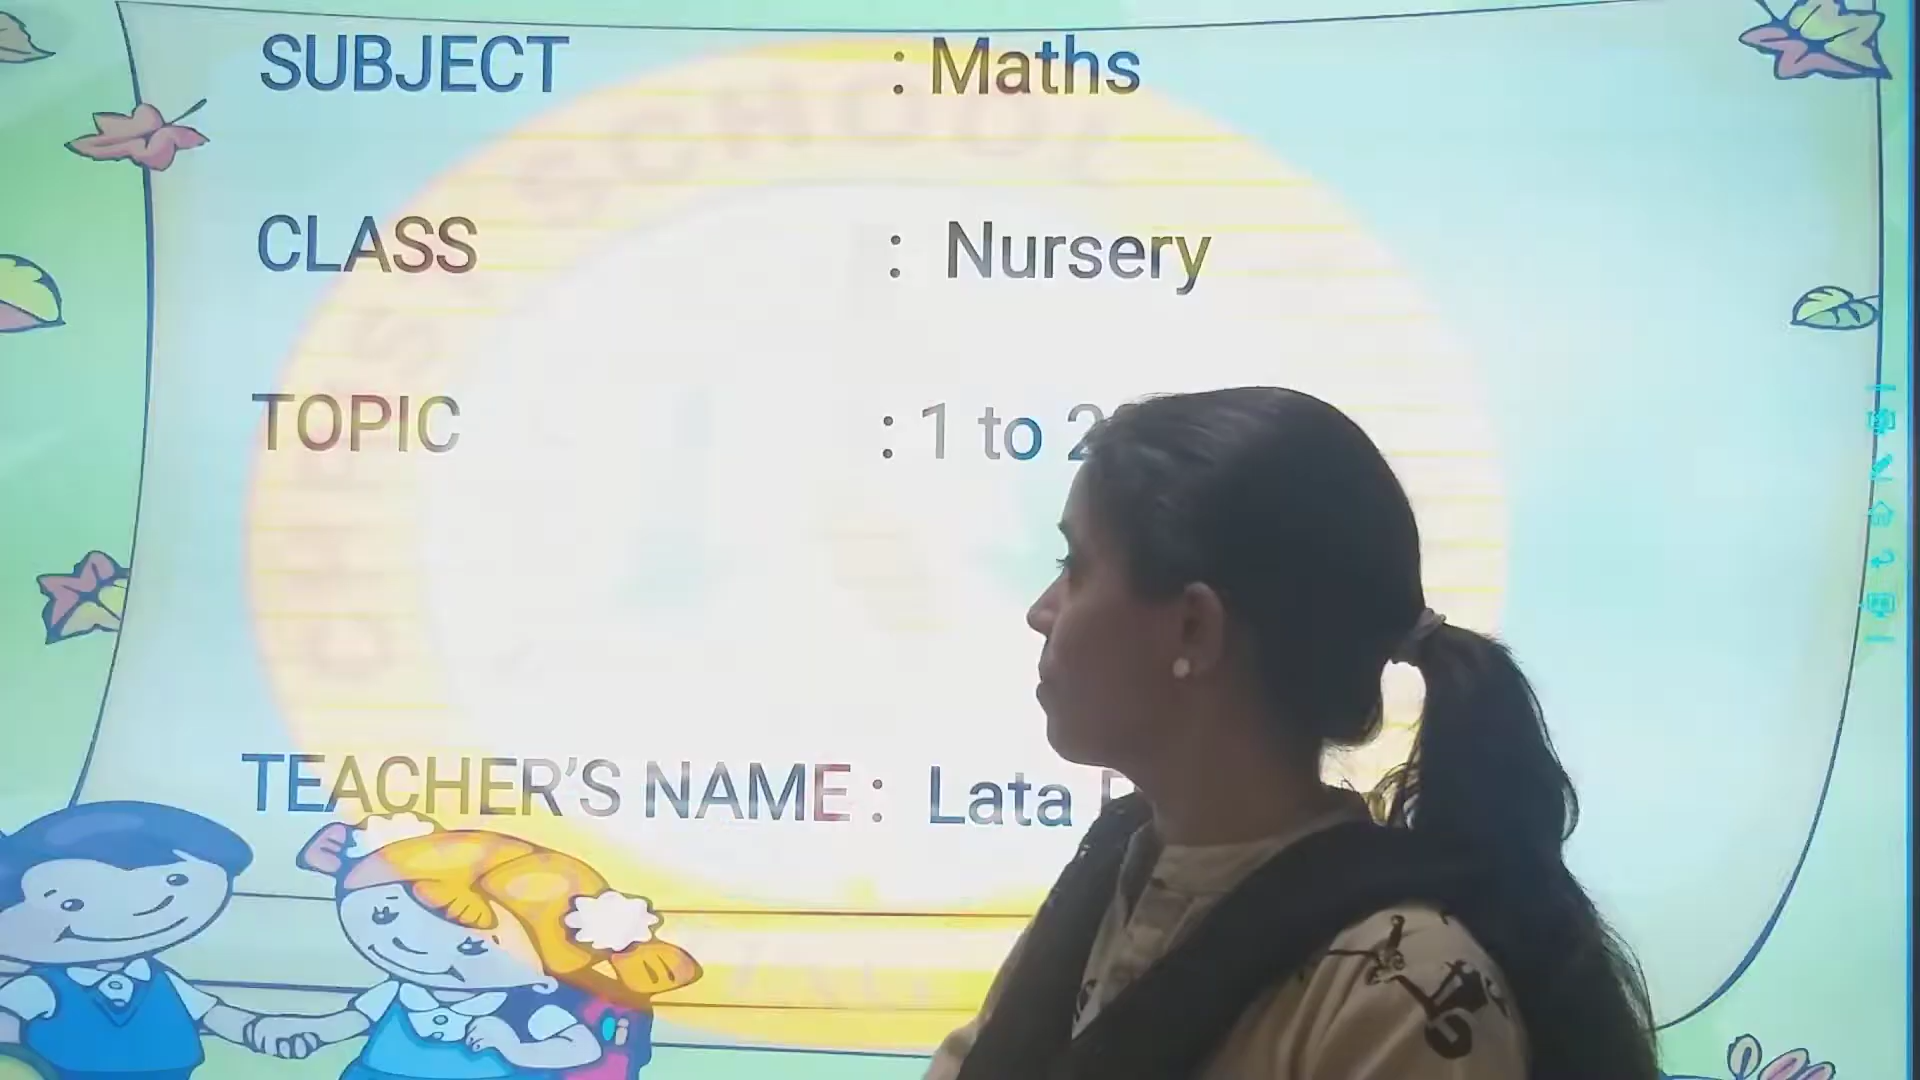 SUBJECT : Maths
CLASS : Nursery
TOPIC : 1 to
TEACHER'S NAME : Lata